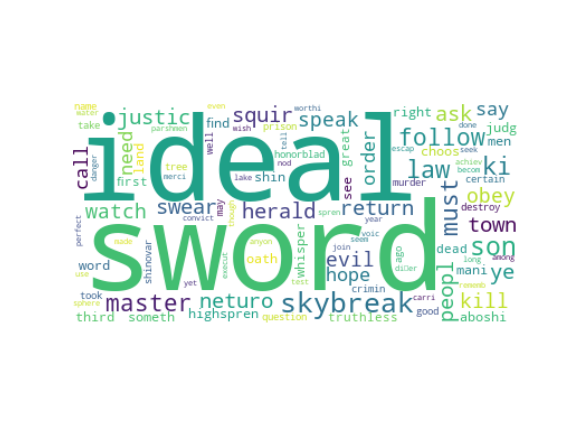 name
water
take
parshmen
even
worthi
done
tell
wish
justic
squir
speak
right
ask
say
find
well
prison
order
judg
men
need
land
tree
merci
danger
call
first
lake
nod
honorblad
shin
great
see
escap
follow
choos
law
ki
certain
becom
achiev
seek
murder
ideal
obey
must
watch
swear
may
herald
return
town
destroy
sword
son
among
long
perfect
made
convict
though
spren
year
voic
seem
join
word
shinovar
yet
oath
anyon
whisper
evil
hope
ago
differ
dead
mani
ye
use
took
sphere
execut
test
crimin
carri
rememb
master
neturo
skybreak
good
peopl
kill
third
someth
highspren
question
truthless
aboshi